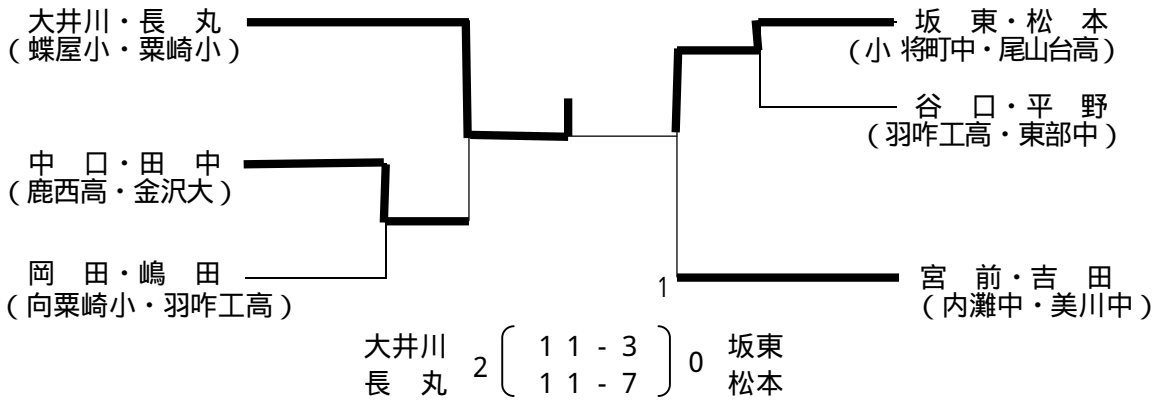 大井川・長　丸
(蝶屋小・粟崎小)
中　口・田　中
(鹿西高・金沢大)
岡　田・嶋　田
(向粟崎小・羽咋工高)
坂　東・松　本
(小将町中・尾山台高)
谷　口・平　野
(羽咋工高・東部中)
1
宮　前・吉　田
(内灘中・美川中)
大井川 2 11-3 0 坂東
長　丸 11-7 松本